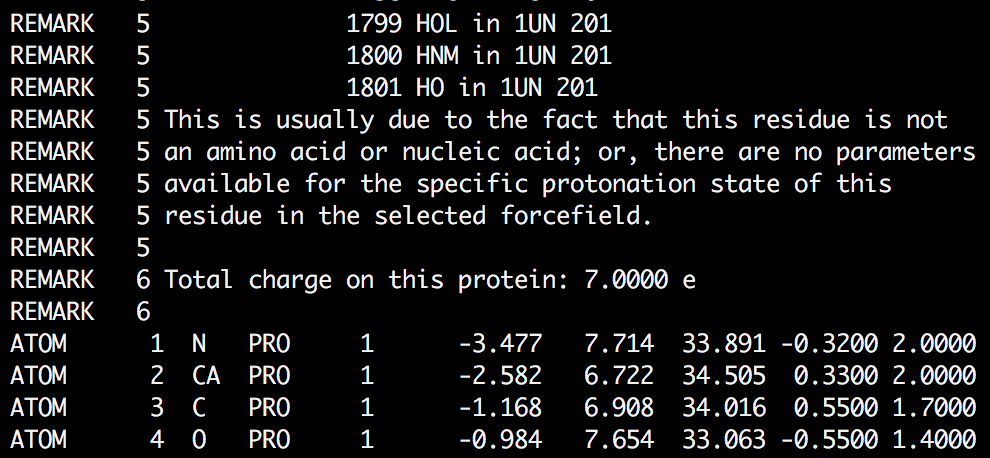 REMARK   5              1799 HOL in 1UN 201
REMARK   5              1800 HNM in 1UN 201
REMARK   5              1801 HO in 1UN 201
REMARK   5 This is usually due to the fact that this residue is not
REMARK   5 an amino acid or nucleic acid; or, there are no parameters
REMARK   5 available for the specific protonation state of this
REMARK   5 residue in the selected forcefield.
REMARK   5
REMARK   6 Total charge on this protein: 7.0000 e
REMARK   6
ATOM      1  N   PRO     1      -3.477   7.714  33.891 -0.3200 2.0000
ATOM      2  CA  PRO     1      -2.582   6.722  34.505  0.3300 2.0000
ATOM      3  C   PRO     1      -1.168   6.908  34.016  0.5500 1.7000
ATOM      4  O   PRO     1      -0.984   7.654  33.063 -0.5500 1.4000